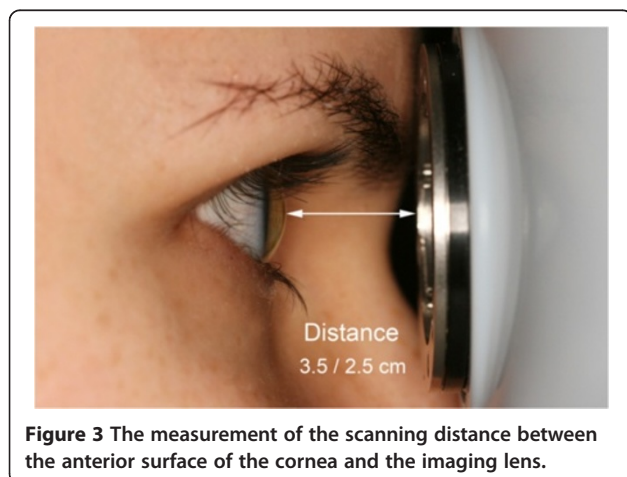 Distance
3.5 / 2.5 cm
Figure 3 The measurement of the scanning distance between
the anterior surface of the cornea and the imaging lens.